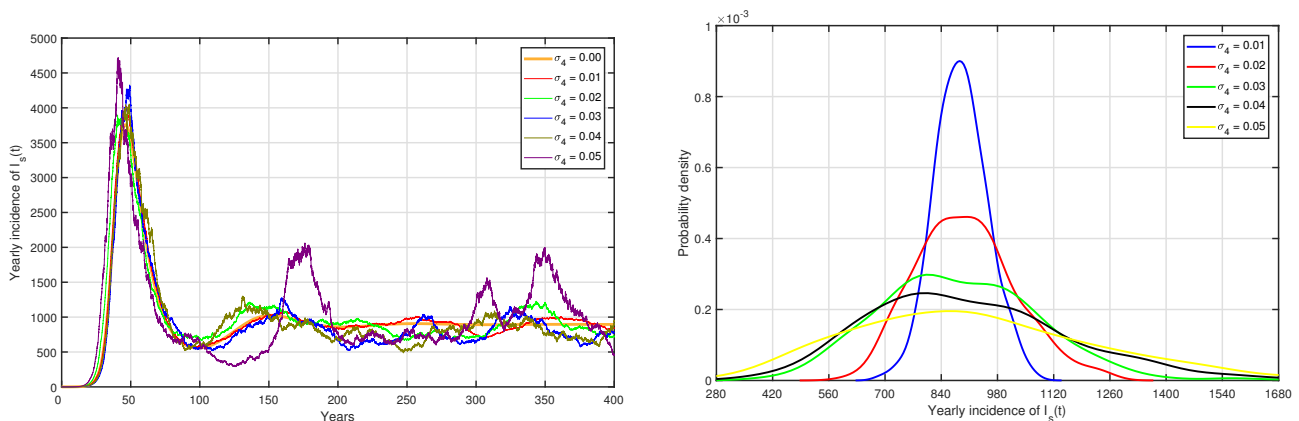 5000
4500
4000
3500
3000
2500
2000
1500
1000
500
0
0 50 100 150 200 250 300 350 400
Years
Yearly incidence of I_s(t)
σ_4 = 0.00
σ_4 = 0.01
σ_4 = 0.02
σ_4 = 0.03
σ_4 = 0.04
σ_4 = 0.05
×10^-3
1
0.8
0.6
0.4
0.2
0
280 420 560 700 840 980 1120 1260 1400 1540 1680
Yearly incidence of I_s(t)
Probability density
σ_4 = 0.01
σ_4 = 0.02
σ_4 = 0.03
σ_4 = 0.04
σ_4 = 0.05